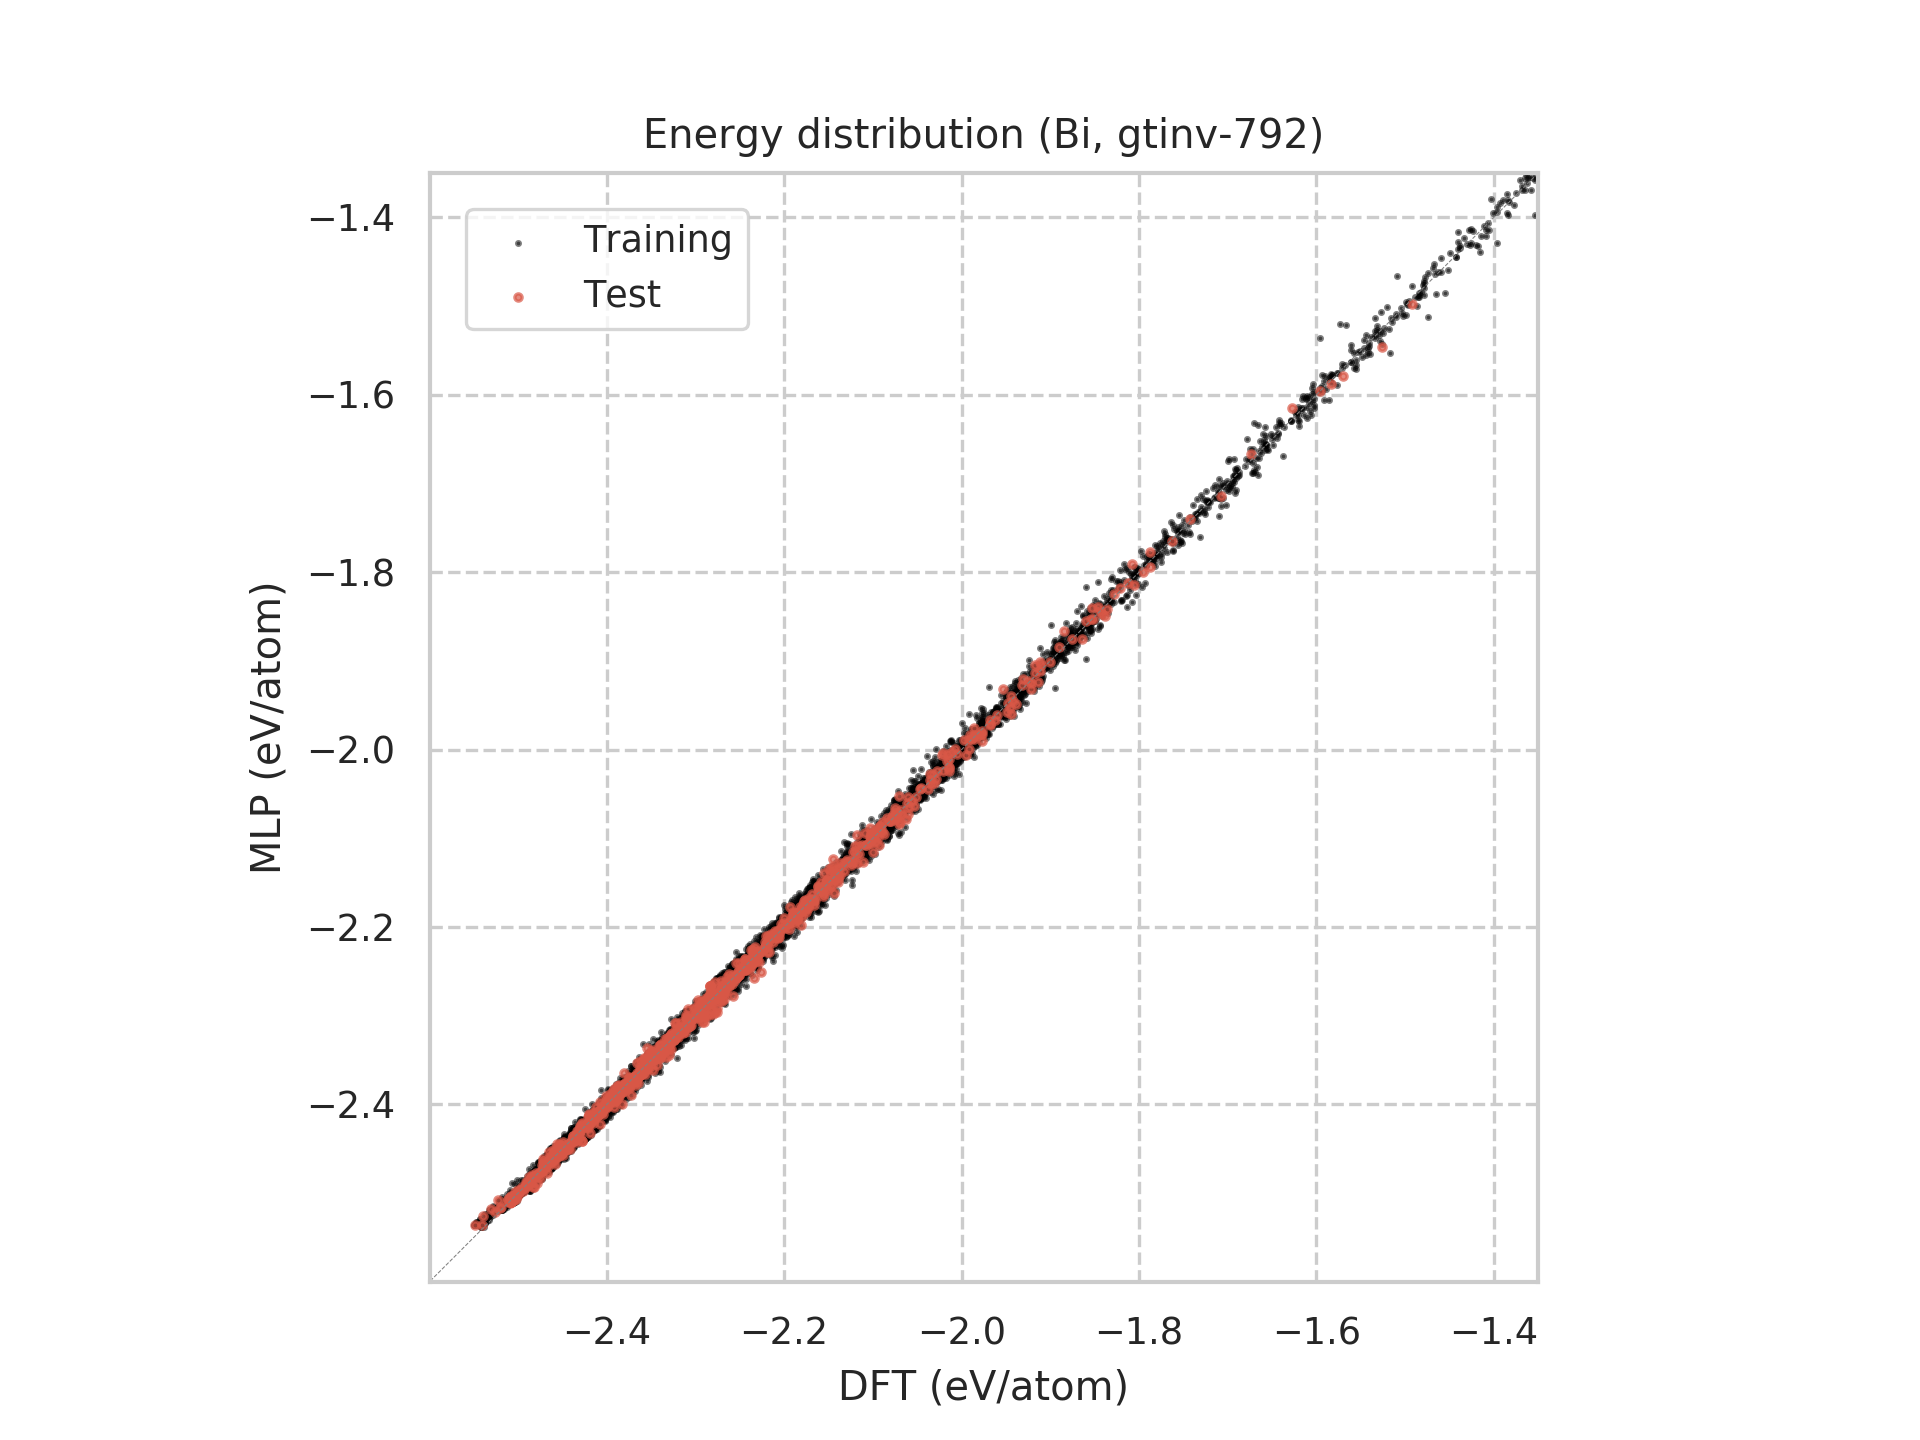 Energy distribution (Bi, gtinv-792)
Training
Test
−1.4
−1.6
−1.8
−2.0
−2.2
−2.4
MLP (eV/atom)
−2.4 −2.2 −2.0 −1.8 −1.6 −1.4
DFT (eV/atom)